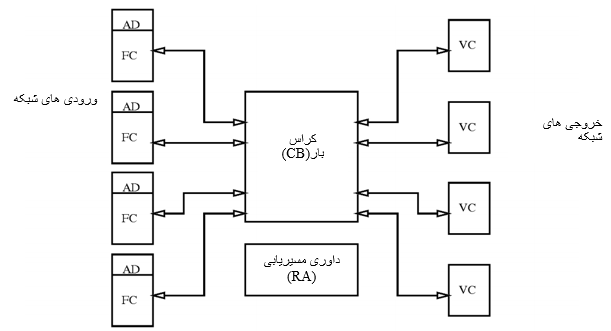 AD
FC
VC
ورودی های شبکه
AD
FC
کراس
بار(CB)
VC
خروجی های
شبکه
AD
FC
VC
داوری مسیریابی
(RA)
AD
FC
VC